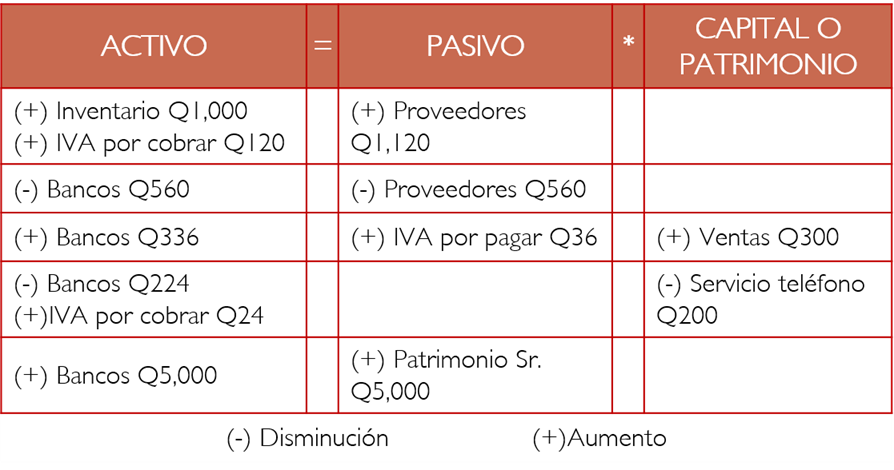 ACTIVO = PASIVO * CAPITAL O
PATRIMONIO
(+) Inventario Q1,000
(+) IVA por cobrar Q120
(+) Proveedores
Q1,120
(-) Bancos Q560
(-) Proveedores Q560
(+) Bancos Q336
(+) IVA por pagar Q36
(+) Ventas Q300
(-) Bancos Q224
(+)IVA por cobrar Q24
(-) Servicio teléfono
Q200
(+) Bancos Q5,000
(+) Patrimonio Sr.
Q5,000
(-) Disminución (+)Aumento